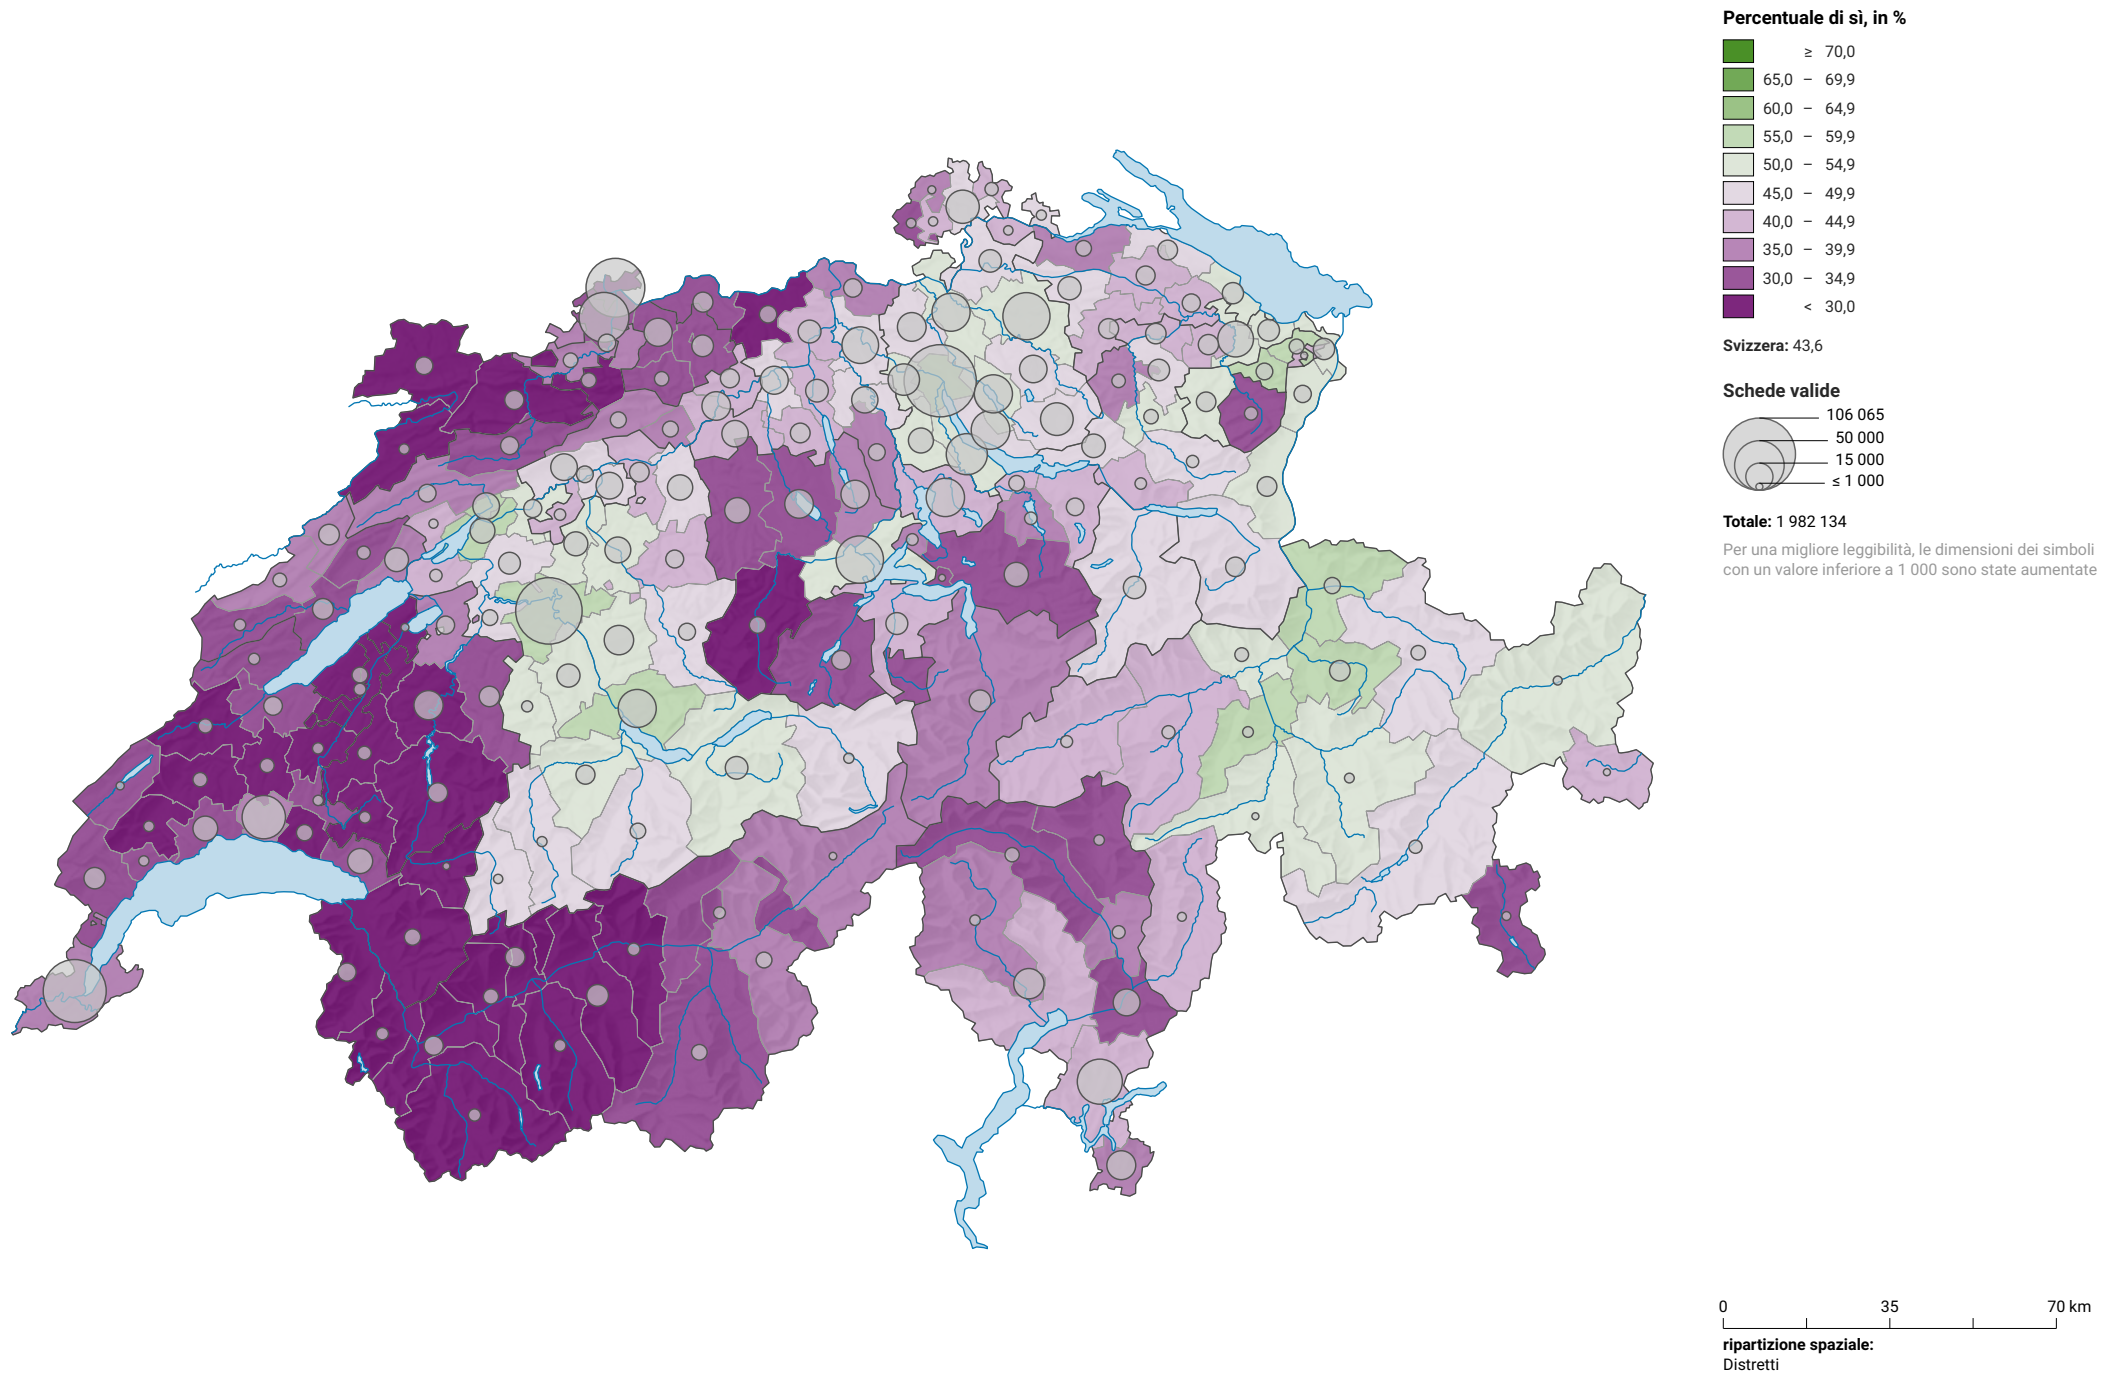 Percentuale di sì, in %
≥ 70,0
65,0 – 69,9
60,0 – 64,9
55,0 – 59,9
50,0 – 54,9
45,0 – 49,9
40,0 – 44,9
35,0 – 39,9
30,0 – 34,9
< 30,0
Svizzera: 43,6
Schede valide
106 065
50 000
15 000
≤ 1 000
Totale: 1 982 134
Per una migliore leggibilità, le dimensioni dei simboli
con un valore inferiore a 1 000 sono state aumentate
0 35 70 km
ripartizione spaziale:
Distretti